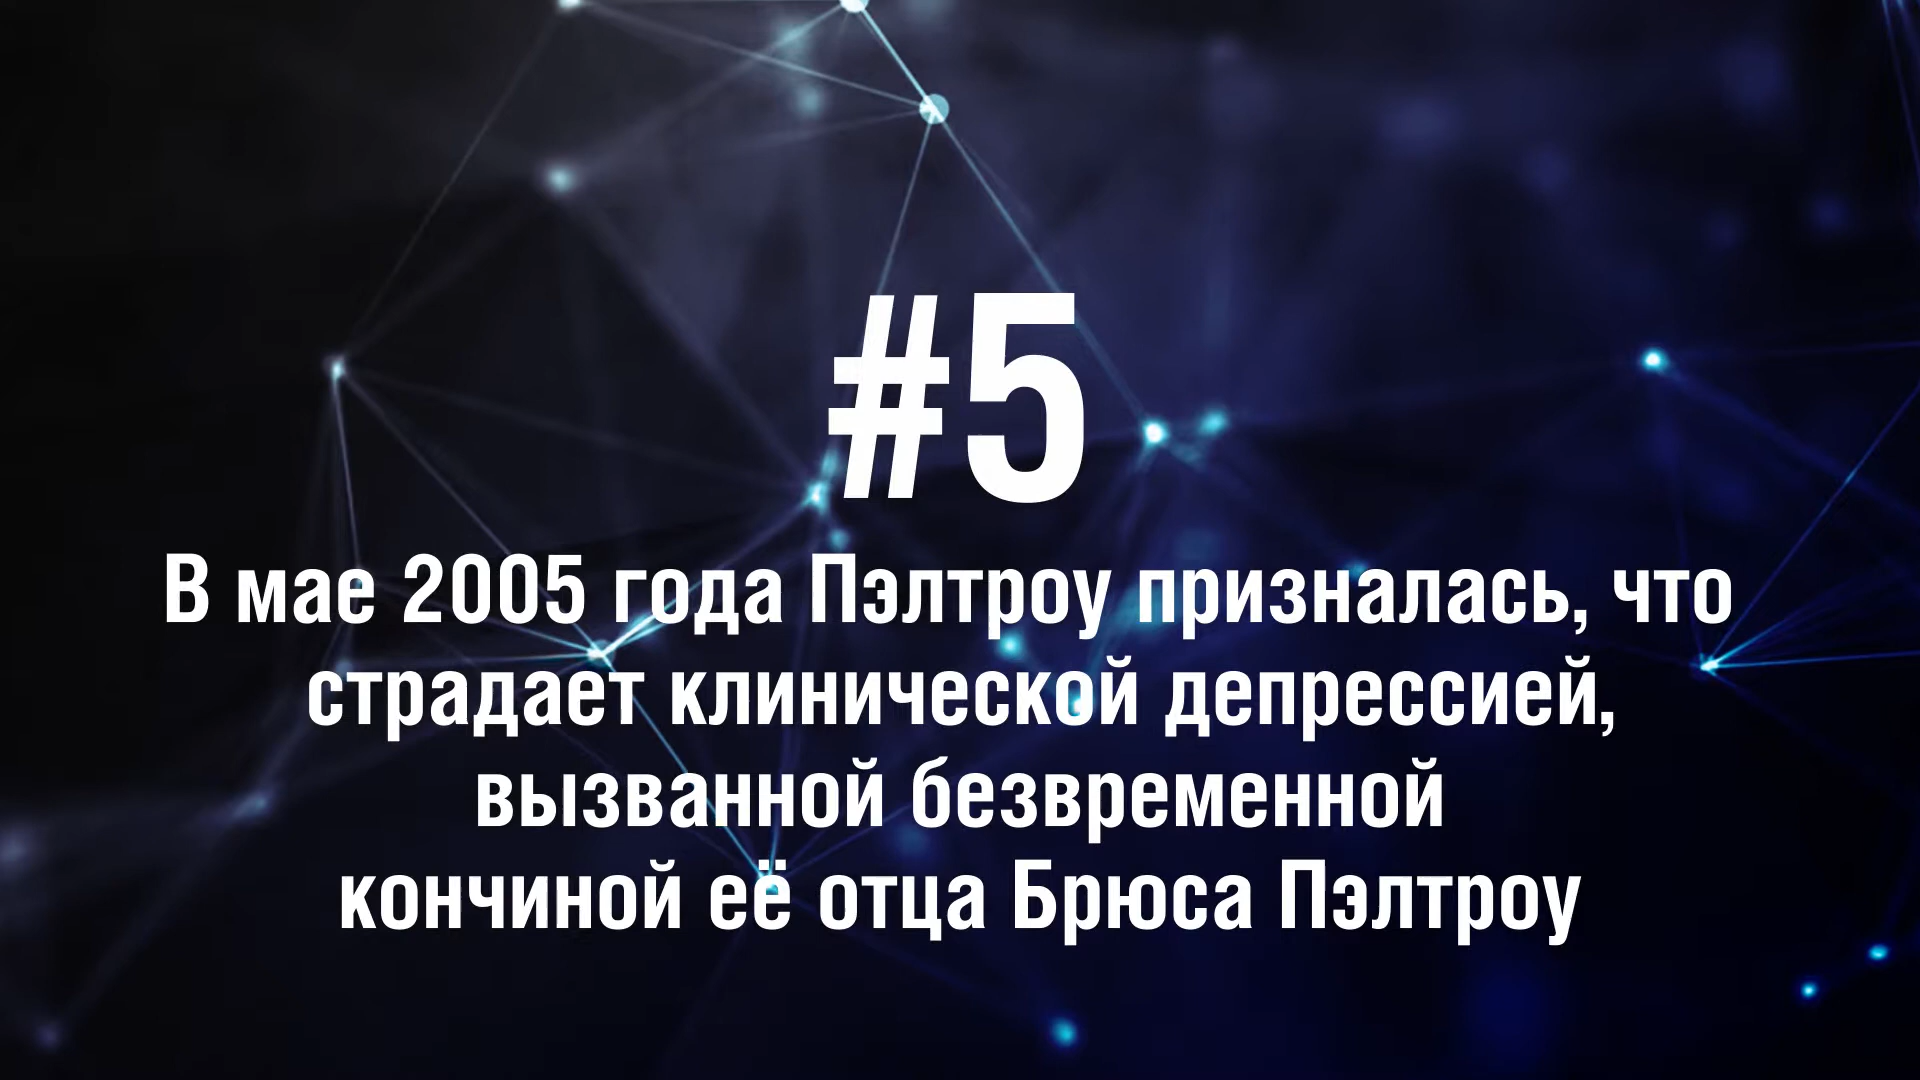 #5
В мае 2005 года Пэлтроу призналась, что
страдает клинической депрессией,
вызванной безвременной
кончиной её отца Брюса Пэлтроу